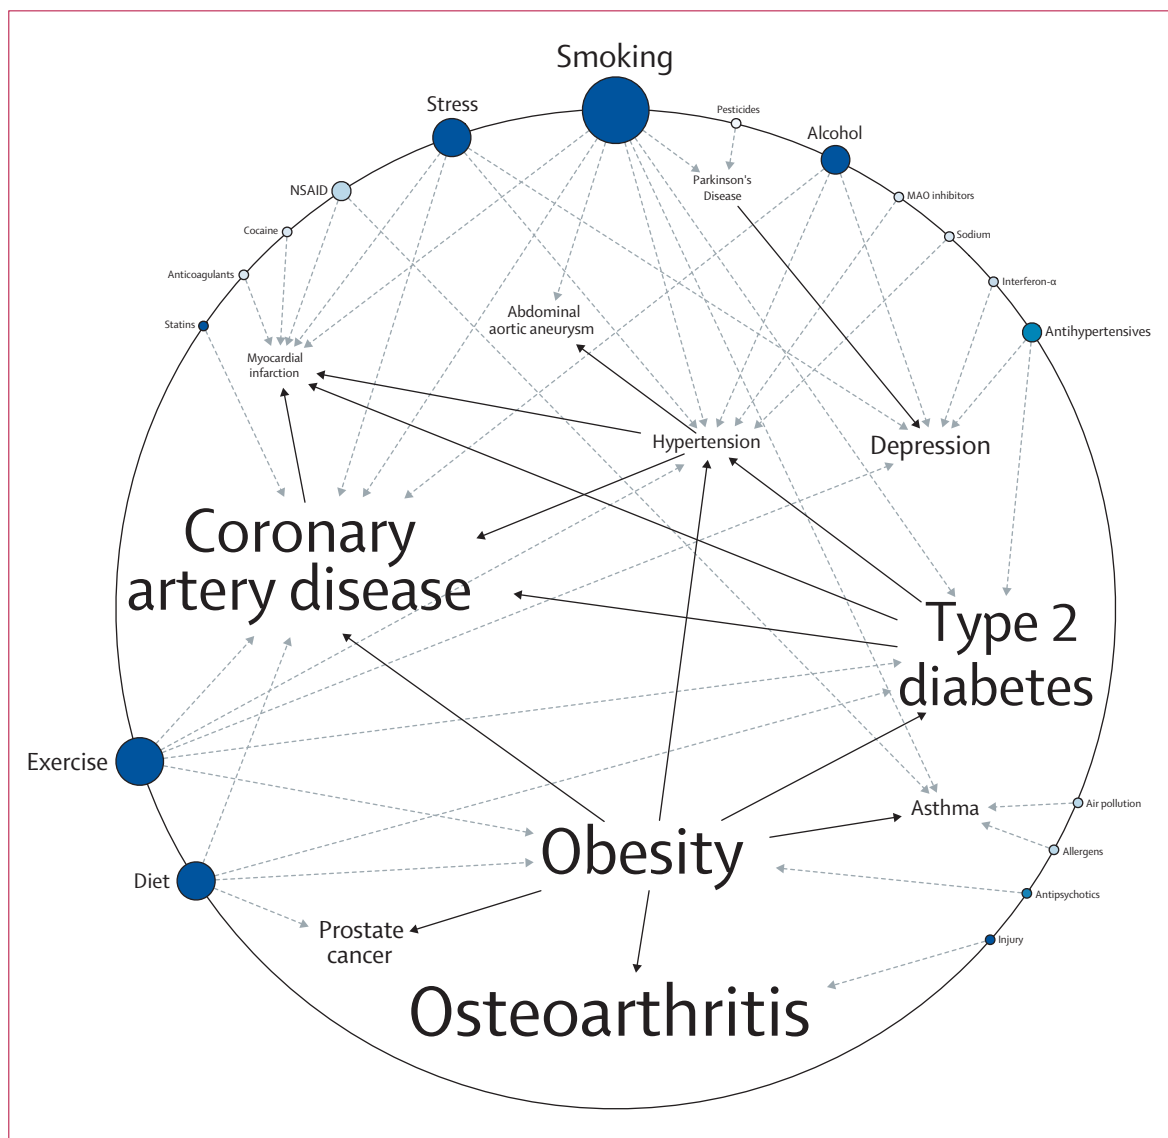 Smoking
Stress
Pesticides
Alcohol
NSAID
Parkinson's
Disease
MAO inhibitors
Cocaine
Sodium
Anticoagulants
Interferon-α
Statins
Abdominal
aortic aneurysm
Antihypertensives
Myocardial
infarction
Hypertension
Depression
Coronary
artery disease
Type 2
diabetes
Exercise
Asthma
Air pollution
Obesity
Allergens
Diet
Antipsychotics
Prostate
cancer
Injury
Osteoarthritis